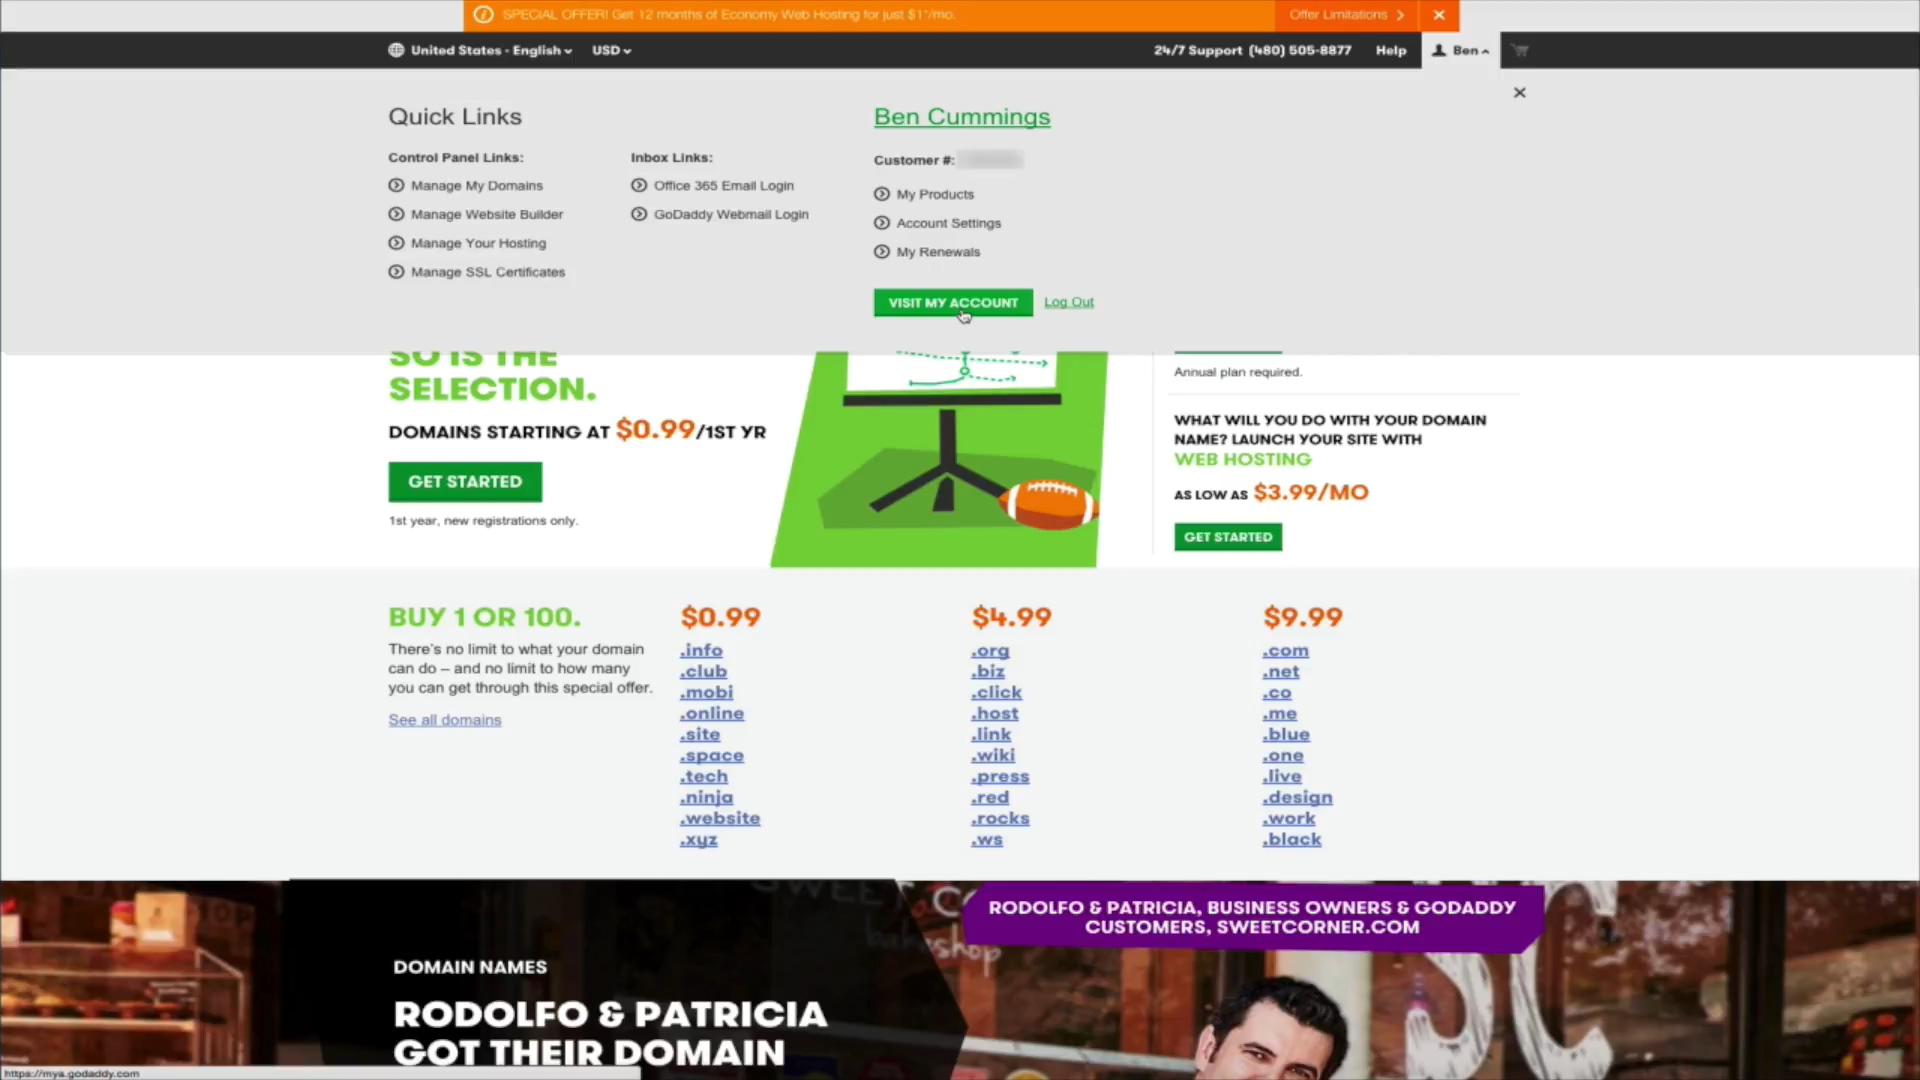 SPECIAL OFFER! Get 12 months of Economy Web Hosting for just $1*/mo.
Offer Limitations
United States - English
USD
24/7 Support (480) 505-8877
Help
Ben
Quick Links
Control Panel Links:
Manage My Domains
Manage Website Builder
Manage Your Hosting
Manage SSL Certificates
Inbox Links:
Office 365 Email Login
GoDaddy Webmail Login
Ben Cummings
Customer #:
My Products
Account Settings
My Renewals
VISIT MY ACCOUNT
Log Out
SO IS THE
SELECTION.
DOMAINS STARTING AT $0.99/1ST YR
GET STARTED
1st year, new registrations only.
Annual plan required.
WHAT WILL YOU DO WITH YOUR DOMAIN
NAME? LAUNCH YOUR SITE WITH
WEB HOSTING
AS LOW AS $3.99/MO
GET STARTED
BUY 1 OR 100.
There's no limit to what your domain
can do – and no limit to how many
you can get through this special offer.
See all domains
$0.99
.info
.club
.mobi
.online
.site
.space
.tech
.ninja
.website
.xyz
$4.99
.org
.biz
.click
.host
.link
.wiki
.press
.red
.rocks
.ws
$9.99
.com
.net
.co
.me
.blue
.one
.live
.design
.work
.black
RODOLFO & PATRICIA, BUSINESS OWNERS & GODADDY
CUSTOMERS, SWEETCORNER.COM
DOMAIN NAMES
RODOLFO & PATRICIA
GOT THEIR DOMAIN
https://mya.godaddy.com